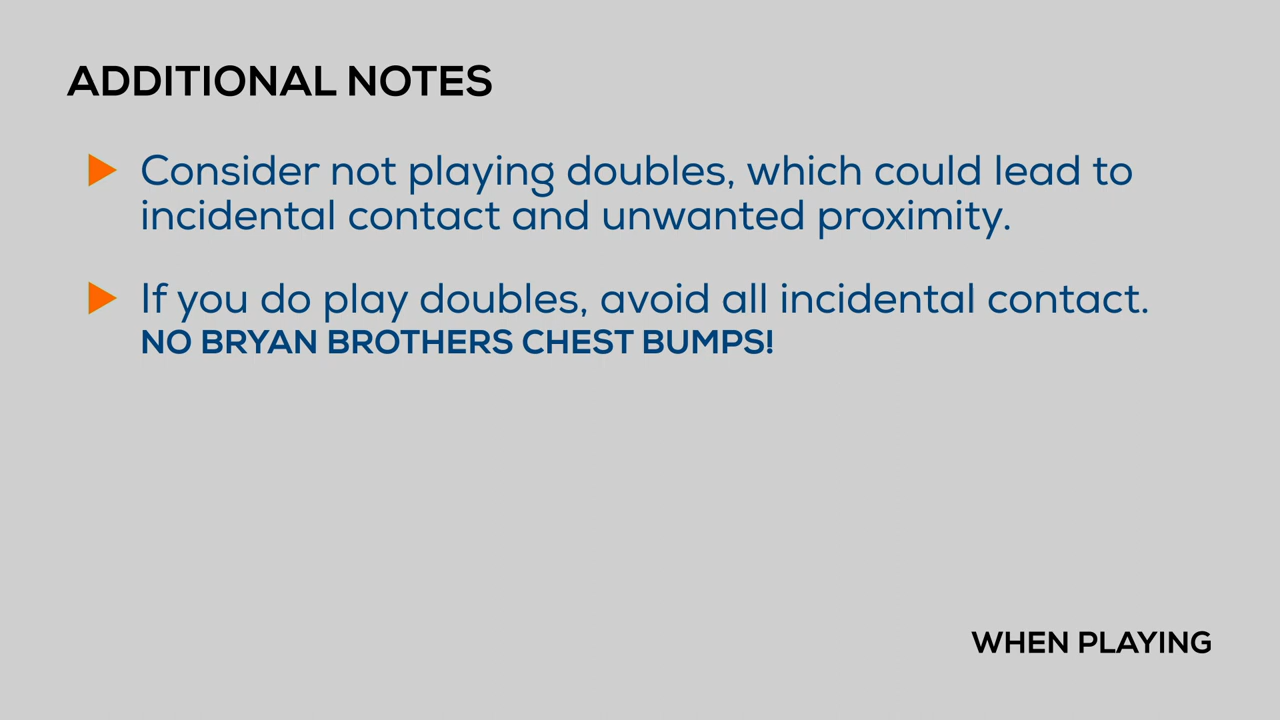 ADDITIONAL NOTES
Consider not playing doubles, which could lead to
incidental contact and unwanted proximity.
If you do play doubles, avoid all incidental contact.
NO BRYAN BROTHERS CHEST BUMPS!
WHEN PLAYING